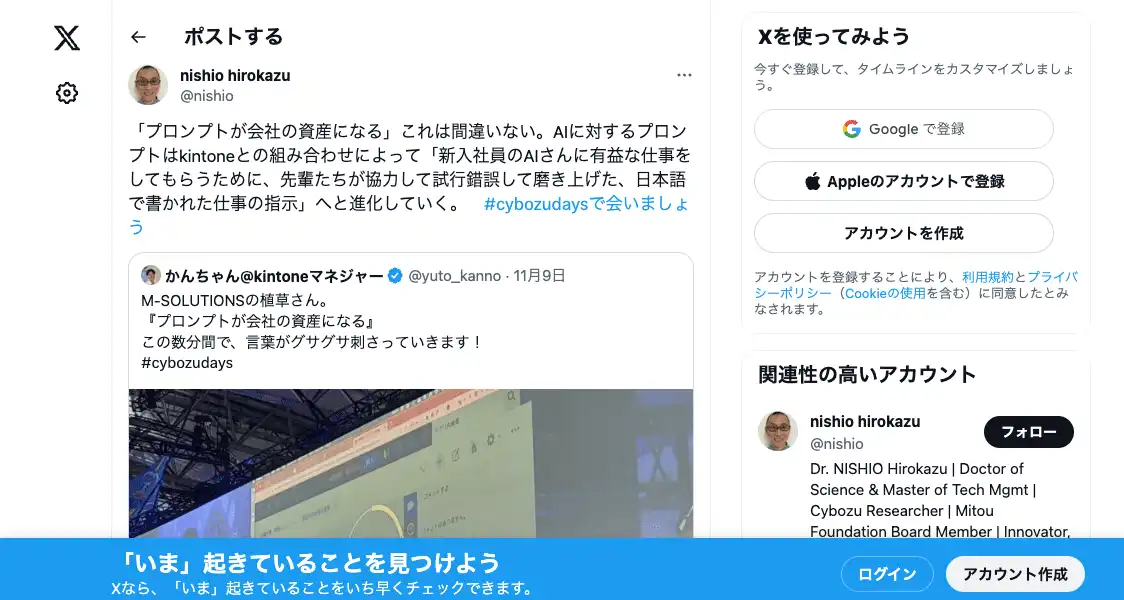 ポストする
nishio hirokazu
@nishio
「プロンプトが会社の資産になる」これは間違いない。AIに対するプロン
プトはkintoneとの組み合わせによって「新入社員のAIさんに有益な仕事を
してもらうために、先輩たちが協力して試行錯誤して磨き上げた、日本語
で書かれた仕事の指示」へと進化していく。 #cybozudaysで会いましょ
う
かんちゃん@kintoneマネジャー @yuto_kanno · 11月9日
M-SOLUTIONSの植草さん。
『プロンプトが会社の資産になる』
この数分間で、言葉がグサグサ刺さっていきます！
#cybozudays
Xを使ってみよう
今すぐ登録して、タイムラインをカスタマイズしましょ
う。
Google で登録
Appleのアカウントで登録
アカウントを作成
アカウントを登録することにより、利用規約とプライバ
シーポリシー（Cookieの使用を含む）に同意したとみ
なされます。
関連性の高いアカウント
nishio hirokazu
@nishio
フォロー
Dr. NISHIO Hirokazu | Doctor of
Science & Master of Tech Mgmt |
Cybozu Researcher | Mitou
Foundation Board Member | Innovator,
「いま」起きていることを見つけよう
Xなら、「いま」起きていることをいち早くチェックできます。
ログイン
アカウント作成